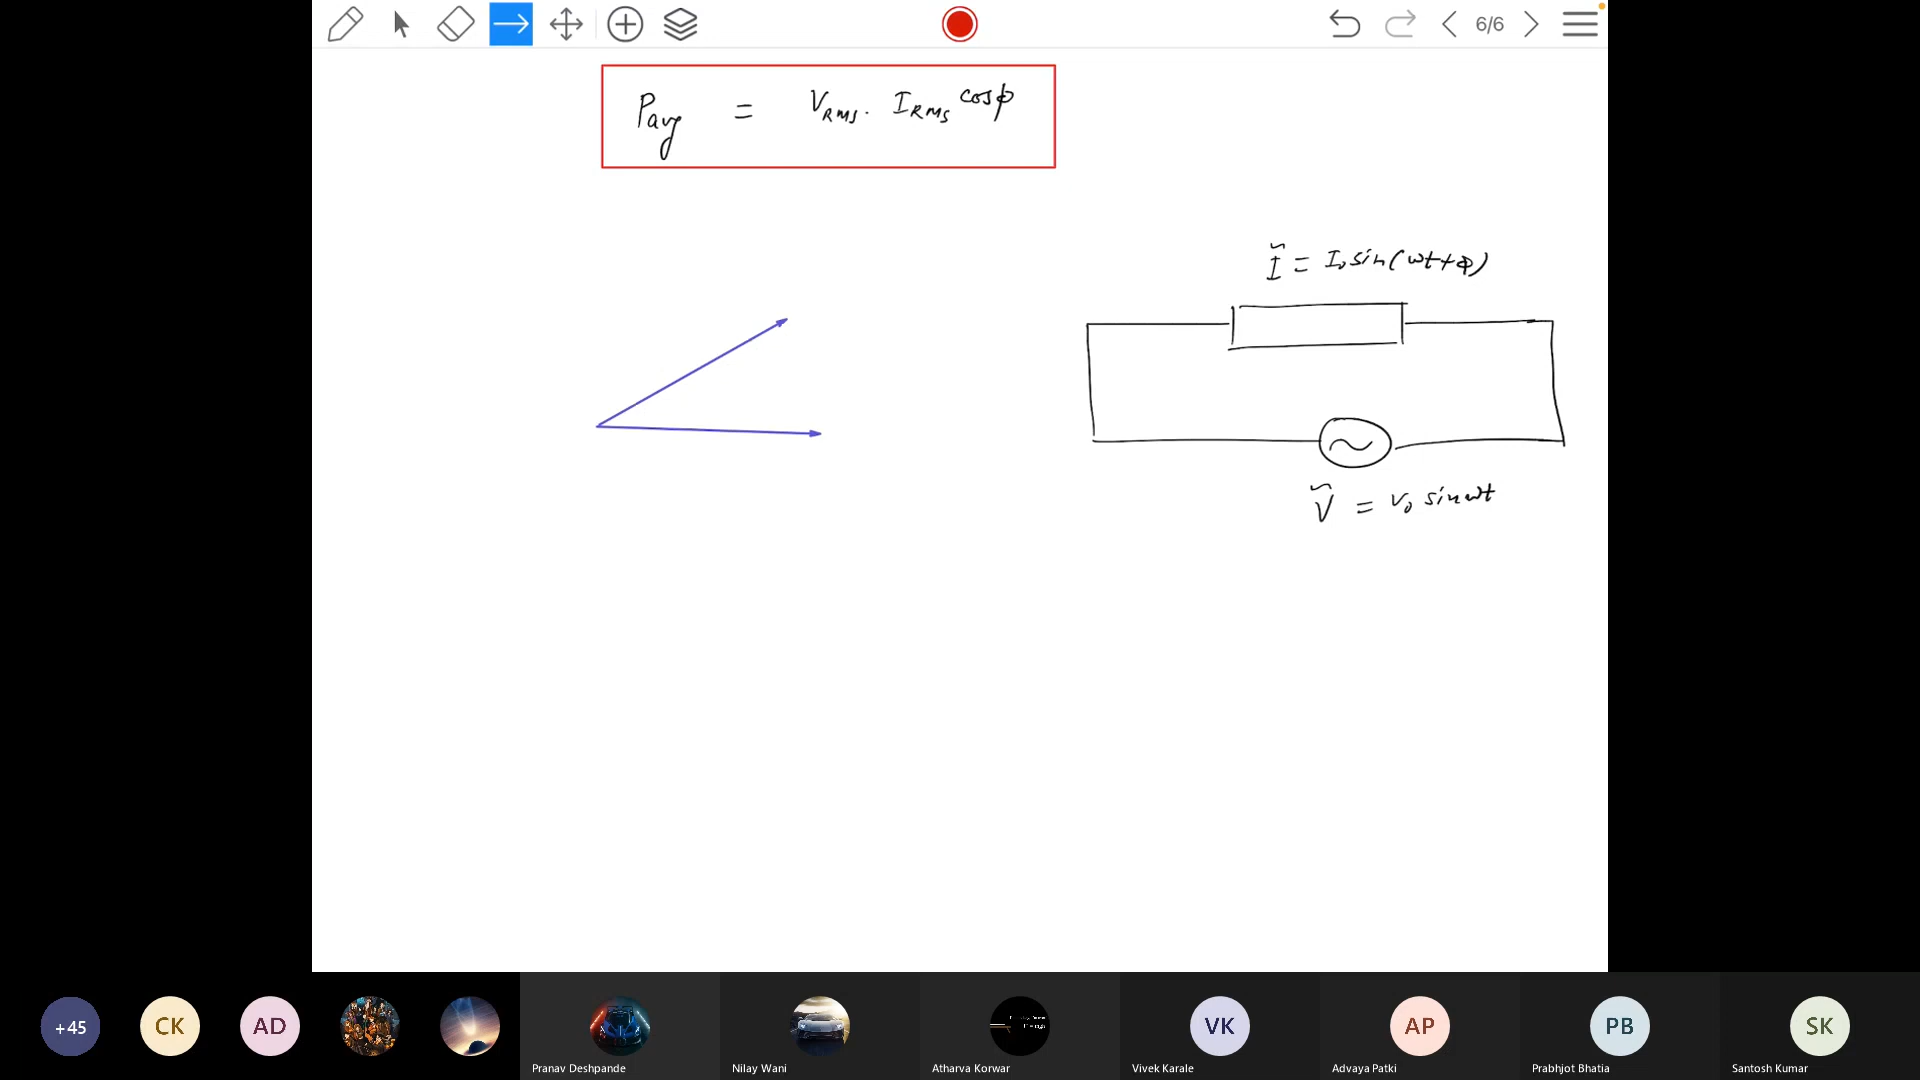 6/6
Pavg = VRMS. IRMS cosϕ
Ĩ = I₀ sin(ωt+ϕ)
Ṽ = V₀ sinωt
+45
CK
AD
VK
AP
PB
SK
Pranav Deshpande
Nilay Wani
Atharva Korwar
Vivek Karale
Advaya Patki
Prabhjot Bhatia
Santosh Kumar